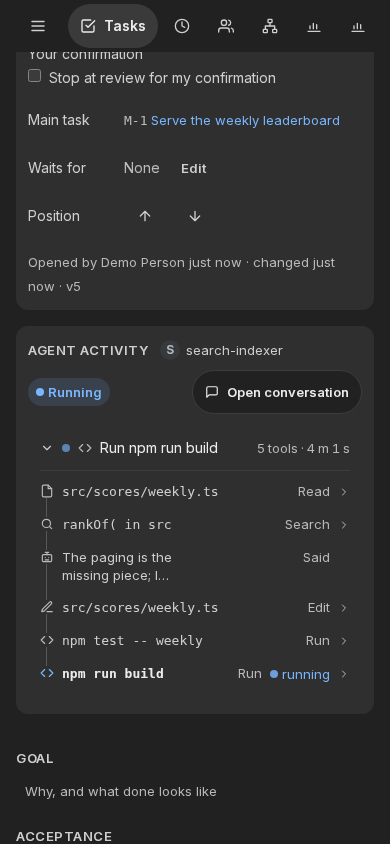 Tasks
Your confirmation
Stop at review for my confirmation
Main task M-1 Serve the weekly leaderboard
Waits for None Edit
Position
Opened by Demo Person just now · changed just
now · v5
AGENT ACTIVITY S search-indexer
Running Open conversation
Run npm run build 5 tools · 4 m 1 s
src/scores/weekly.ts Read
rankOf( in src Search
The paging is the Said
missing piece; I…
src/scores/weekly.ts Edit
npm test -- weekly Run
npm run build Run running
GOAL
Why, and what done looks like
ACCEPTANCE